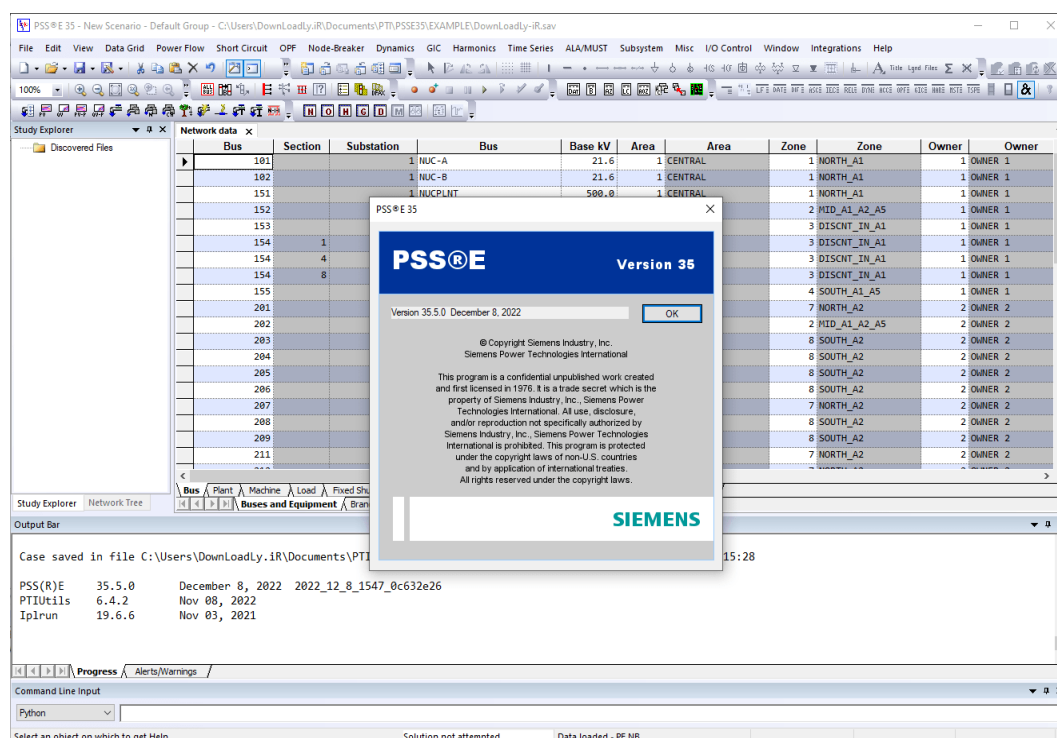 PSS®E 35 - New Scenario - Default Group - C:\Users\DownLoadLy.iR\Documents\PTI\PSSE35\EXAMPLE\DownLoadLy-iR.sav
File Edit View Data Grid Power Flow Short Circuit OPF Node-Breaker Dynamics GIC Harmonics Time Series ALA/MUST Subsystem Misc I/O Control Window Integrations Help
100%
Study Explorer
Discovered Files
Network data
Bus Section Substation Bus Base kV Area Area Zone Zone Owner Owner
101 1 NUC-A 21.6 1 CENTRAL 1 NORTH_A1 1 OWNER 1
102 1 NUC-B 21.6 1 CENTRAL 1 NORTH_A1 1 OWNER 1
151 1 NUCPLNT 500.0 1 CENTRAL 1 NORTH_A1 1 OWNER 1
152 2 MID_A1_A2_A5 1 OWNER 1
153 3 DISCNT_IN_A1 1 OWNER 1
154 1 3 DISCNT_IN_A1 1 OWNER 1
154 4 3 DISCNT_IN_A1 1 OWNER 1
154 8 3 DISCNT_IN_A1 1 OWNER 1
155 4 SOUTH_A1_A5 1 OWNER 1
201 7 NORTH_A2 2 OWNER 2
202 2 MID_A1_A2_A5 2 OWNER 2
203 8 SOUTH_A2 2 OWNER 2
204 8 SOUTH_A2 2 OWNER 2
205 8 SOUTH_A2 2 OWNER 2
206 8 SOUTH_A2 2 OWNER 2
207 7 NORTH_A2 2 OWNER 2
208 8 SOUTH_A2 2 OWNER 2
209 8 SOUTH_A2 2 OWNER 2
211 7 NORTH_A2 2 OWNER 2
PSS®E 35
PSS®E
Version 35
Version 35.5.0 December 8, 2022
OK
© Copyright Siemens Industry, Inc.
Siemens Power Technologies International
This program is a confidential unpublished work created
and first licensed in 1976. It is a trade secret which is the
property of Siemens Industry, Inc., Siemens Power
Technologies International. All use, disclosure,
and/or reproduction not specifically authorized by
Siemens Industry, Inc., Siemens Power Technologies
International is prohibited. This program is protected
under the copyright laws of non-U.S. countries
and by application of international treaties.
All rights reserved under the copyright laws.
SIEMENS
Bus Plant Machine Load Fixed Shu
Study Explorer Network Tree
Buses and Equipment Bran
Output Bar
Case saved in file C:\Users\DownLoadLy.iR\Documents\PTI 15:28
PSS(R)E 35.5.0 December 8, 2022 2022_12_8_1547_0c632e26
PTIUtils 6.4.2 Nov 08, 2022
Iplrun 19.6.6 Nov 03, 2021
Progress Alerts/Warnings
Command Line Input
Python
Select an object on which to get Help Solution not attempted Data loaded - PF NB